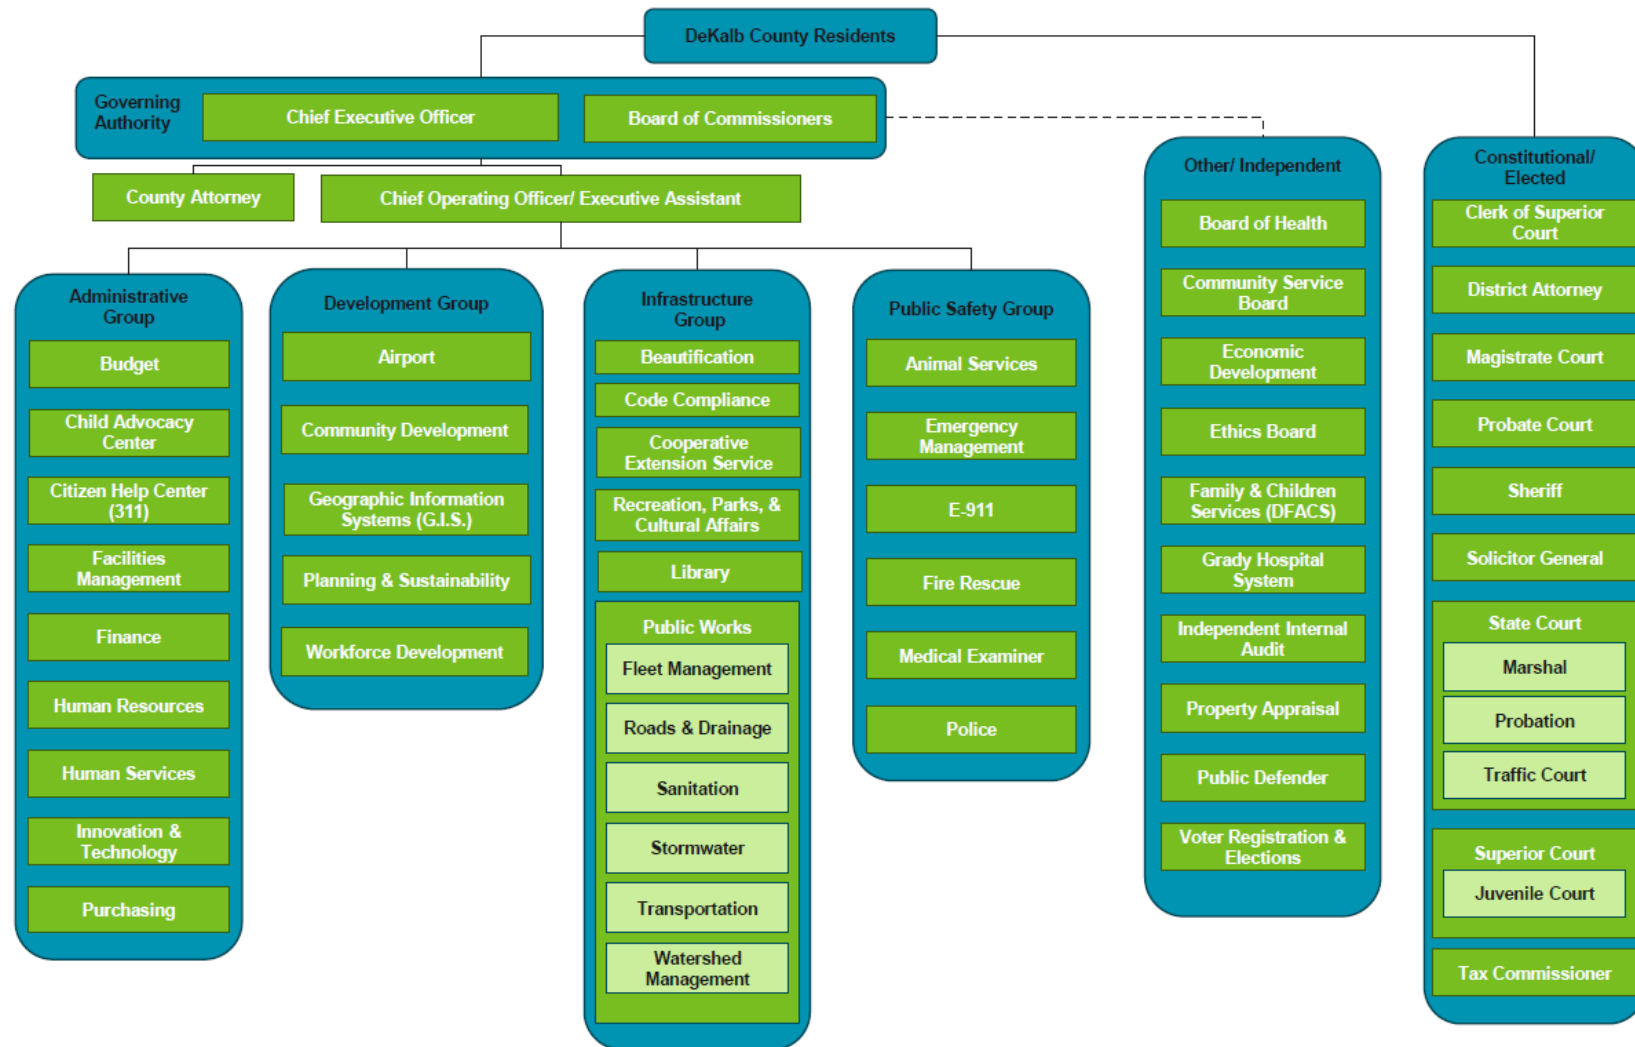 DeKalb County Residents
Governing
Authority
Chief Executive Officer
Board of Commissioners
County Attorney
Chief Operating Officer/ Executive Assistant
Administrative
Group
Budget
Child Advocacy
Center
Citizen Help Center
(311)
Facilities
Management
Finance
Human Resources
Human Services
Innovation &
Technology
Purchasing
Development Group
Airport
Community Development
Geographic Information
Systems (G.I.S.)
Planning & Sustainability
Workforce Development
Infrastructure
Group
Beautification
Code Compliance
Cooperative
Extension Service
Recreation, Parks, &
Cultural Affairs
Library
Public Works
Fleet Management
Roads & Drainage
Sanitation
Stormwater
Transportation
Watershed
Management
Public Safety Group
Animal Services
Emergency
Management
E-911
Fire Rescue
Medical Examiner
Police
Other/ Independent
Board of Health
Community Service
Board
Economic
Development
Ethics Board
Family & Children
Services (DFACS)
Grady Hospital
System
Independent Internal
Audit
Property Appraisal
Public Defender
Voter Registration &
Elections
Constitutional/
Elected
Clerk of Superior
Court
District Attorney
Magistrate Court
Probate Court
Sheriff
Solicitor General
State Court
Marshal
Probation
Traffic Court
Superior Court
Juvenile Court
Tax Commissioner